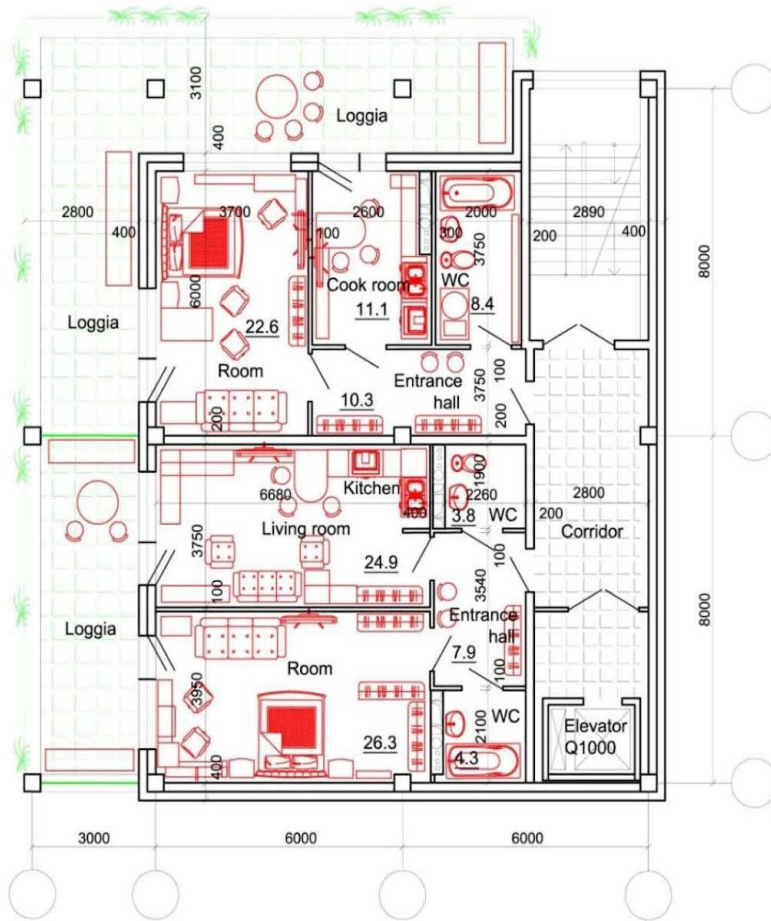 3100
Loggia
400
2800
400
3700
100
2600
300
2000
2890
3750
200
400
6000
Cook room
11.1
WC
8.4
8000
Loggia
22.6
Room
Entrance
hall
10.3
3750
100
200
200
6680
Kitchen
400
1900
2260
3.8
WC
200
2800
Living room
Corridor
3750
24.9
100
3540
100
8000
Loggia
Entrance
hall
7.9
100
Room
3950
26.3
400
WC
2100
4.3
Elevator
Q1000
3000
6000
6000